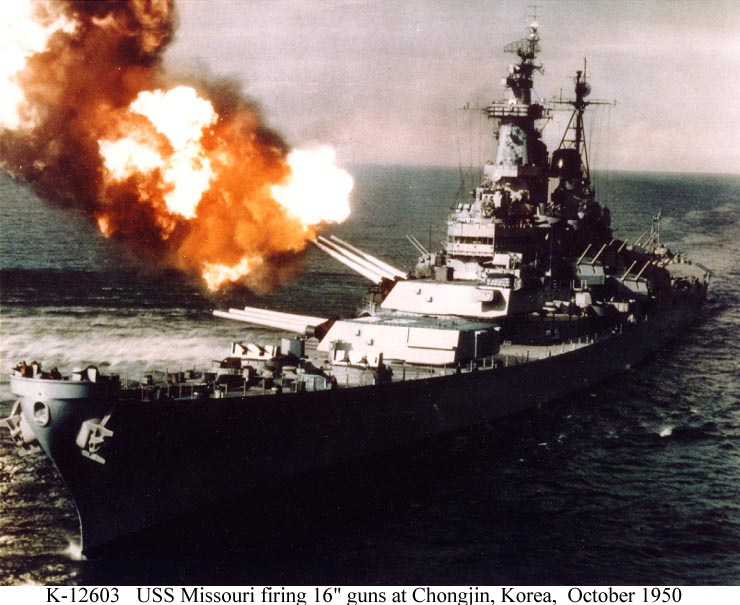 K-12603 USS Missouri firing 16" guns at Chongjin, Korea, October 1950